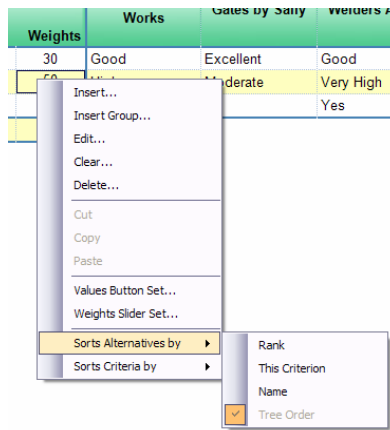 Works Gates by Sally Welders
Weights
30 Good Excellent Good
50 Very High
Yes
Insert...
Insert Group...
Edit...
Clear...
Delete...
Cut
Copy
Paste
Values Button Set...
Weights Slider Set...
Sorts Alternatives by
Sorts Criteria by
Rank
This Criterion
Name
Tree Order